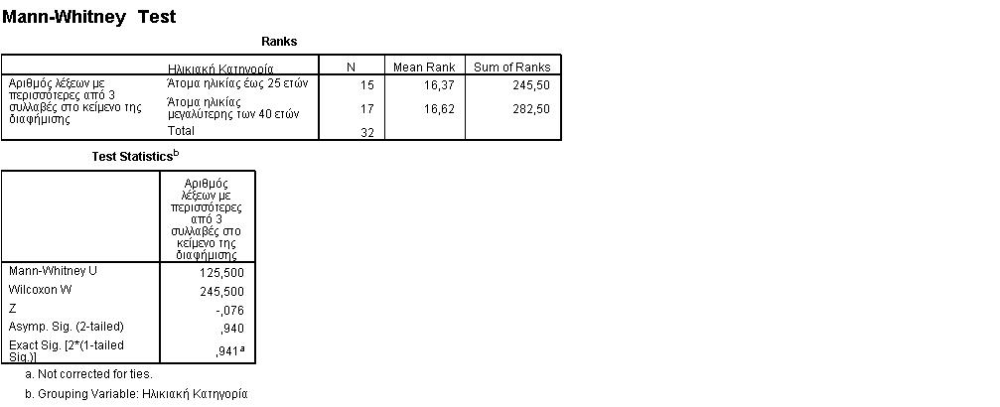 Mann-Whitney Test
Ranks
Ηλικιακή Κατηγορία N Mean Rank Sum of Ranks
Αριθμός λέξεων με
περισσότερες από 3
συλλαβές στο κείμενο της
διαφήμισης
Άτομα ηλικίας έως 25 ετών 15 16,37 245,50
Άτομα ηλικίας
μεγαλύτερης των 40 ετών 17 16,62 282,50
Total 32
Test Statisticsb
Αριθμός
λέξεων με
περισσότερες
από 3
συλλαβές στο
κείμενο της
διαφήμισης
Mann-Whitney U 125,500
Wilcoxon W 245,500
Z -,076
Asymp. Sig. (2-tailed) ,940
Exact Sig. [2*(1-tailed
Sig.)] ,941a
a. Not corrected for ties.
b. Grouping Variable: Ηλικιακή Κατηγορία